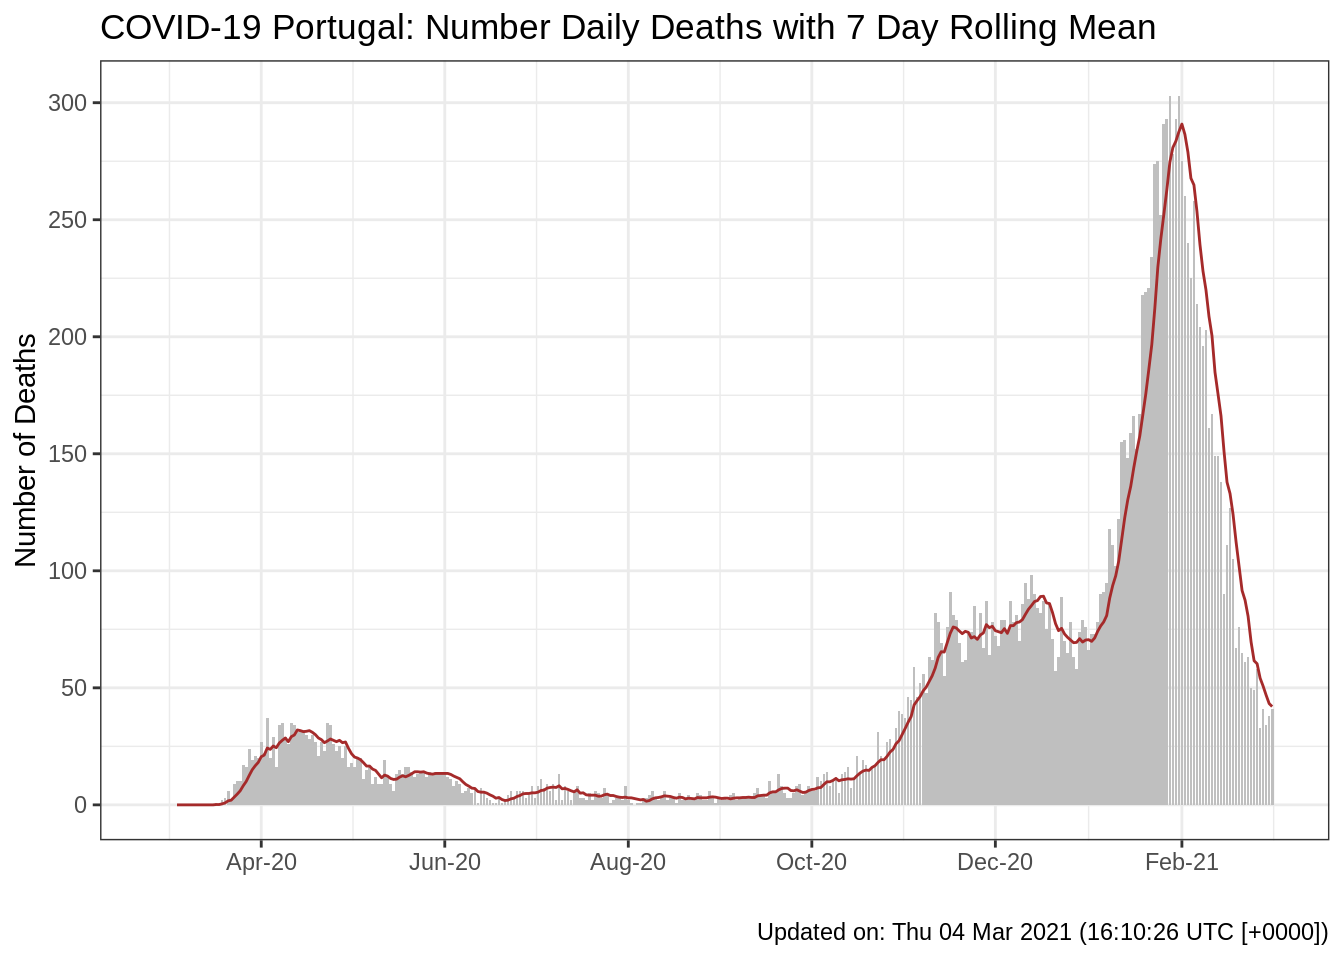 COVID-19 Portugal: Number Daily Deaths with 7 Day Rolling Mean
Number of Deaths
300
250
200
150
100
50
0
Apr-20 Jun-20 Aug-20 Oct-20 Dec-20 Feb-21
Updated on: Thu 04 Mar 2021 (16:10:26 UTC [+0000])